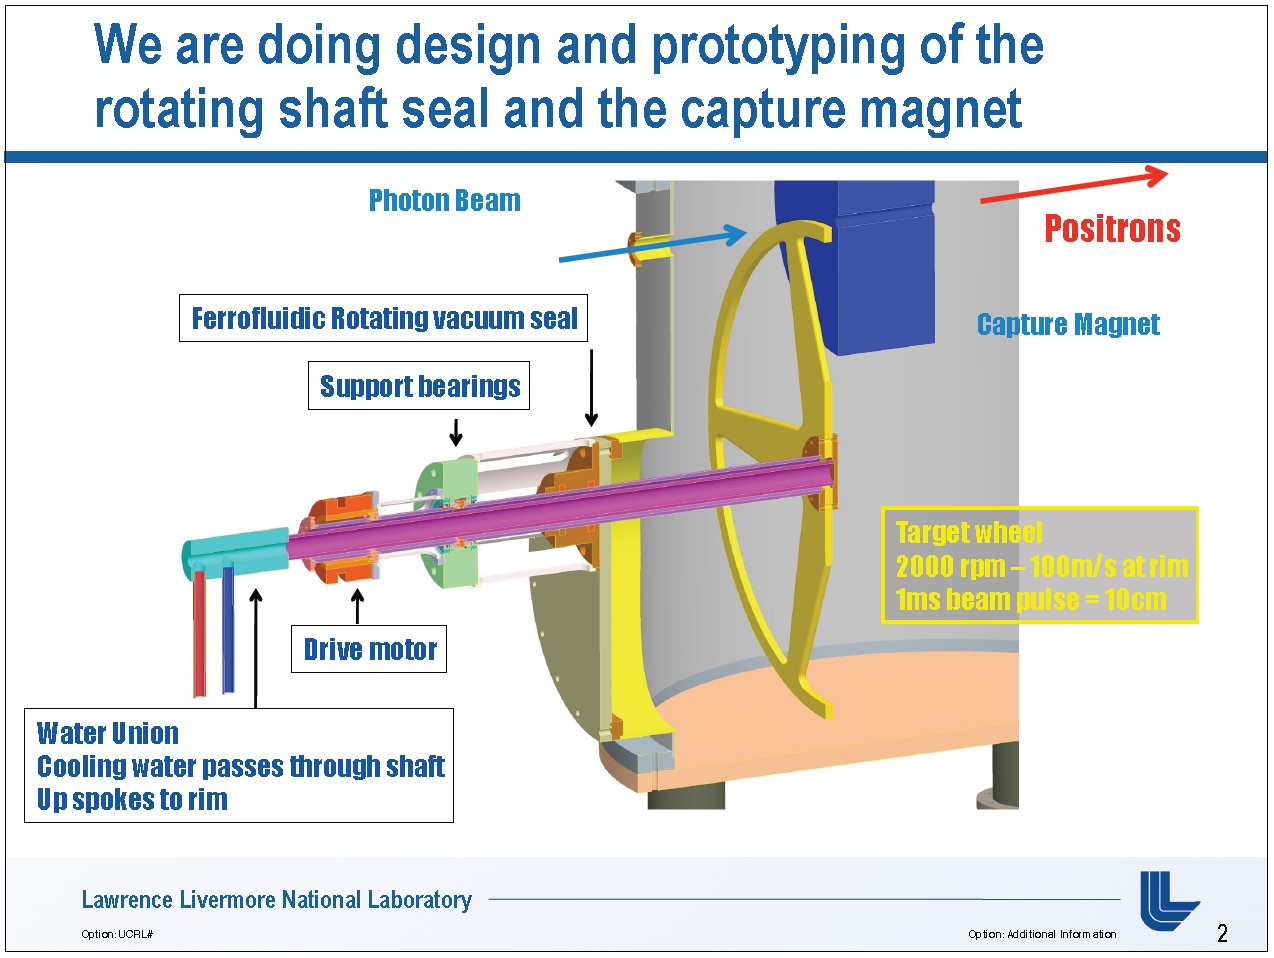 We are doing design and prototyping of the
rotating shaft seal and the capture magnet
Photon Beam
Positrons
Ferrofluidic Rotating vacuum seal
Capture Magnet
Support bearings
Target wheel
2000 rpm – 100m/s at rim
1ms beam pulse = 10cm
Drive motor
Water Union
Cooling water passes through shaft
Up spokes to rim
Lawrence Livermore National Laboratory
Option: UCRL#
Option: Additional Information
2